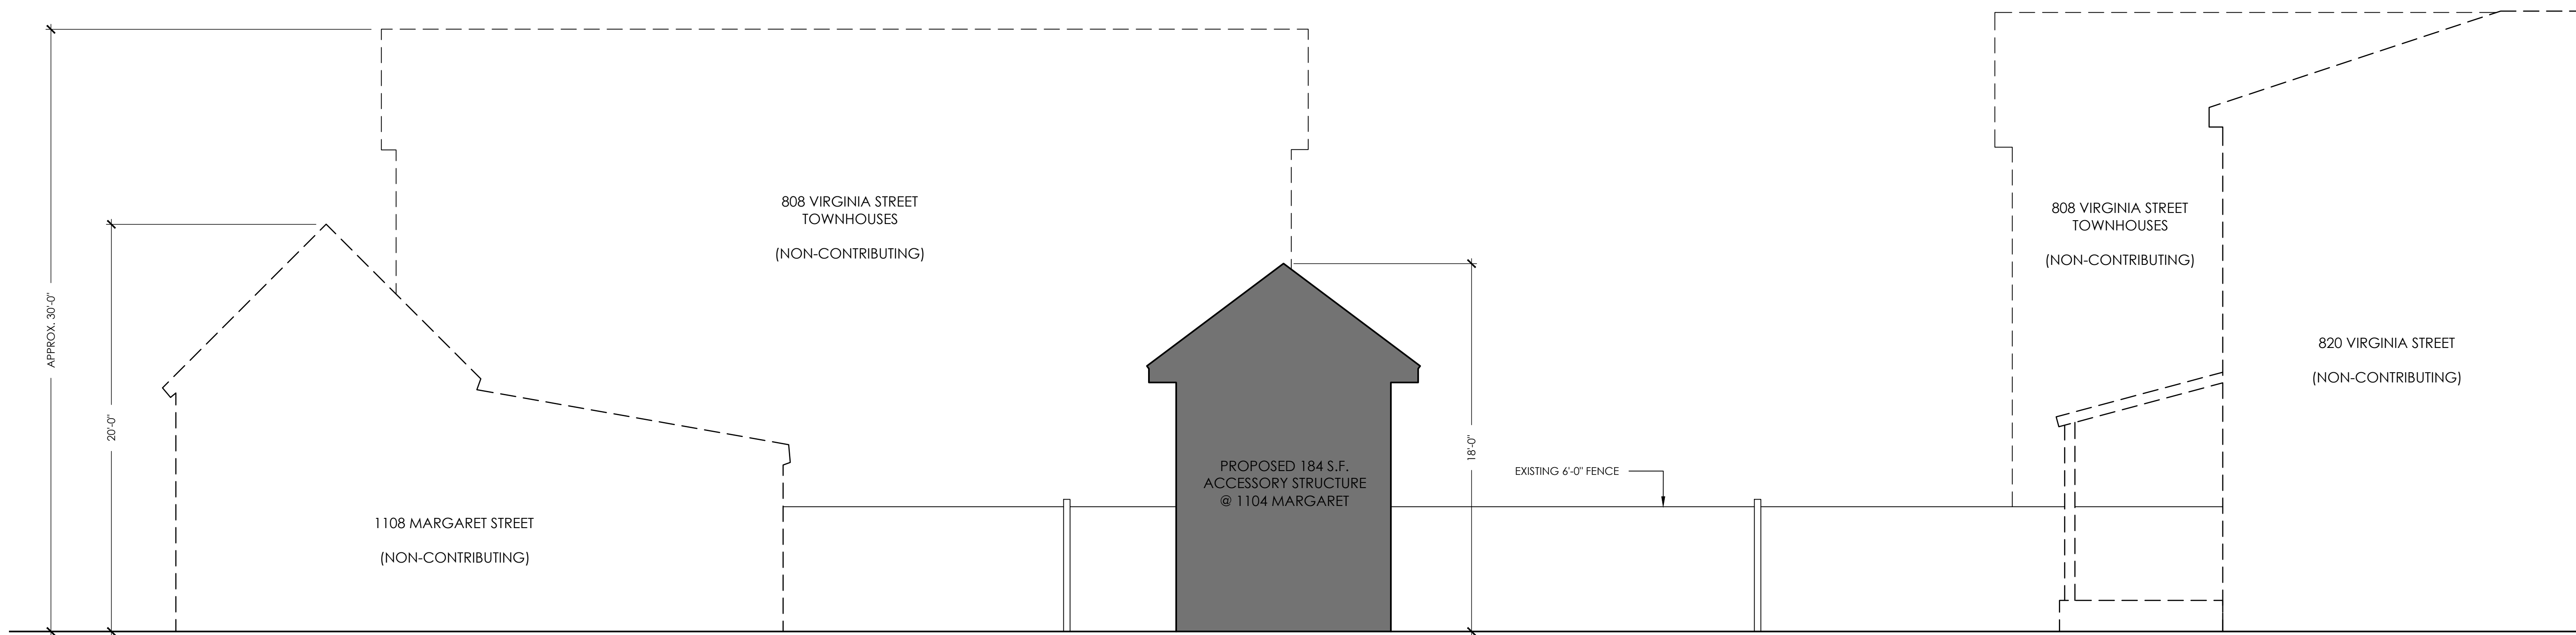 APPROX. 30'-0"
20'-0"
808 VIRGINIA STREET
TOWNHOUSES
(NON-CONTRIBUTING)
1108 MARGARET STREET
(NON-CONTRIBUTING)
PROPOSED 184 S.F.
ACCESSORY STRUCTURE
@ 1104 MARGARET
18'-0"
EXISTING 6'-0" FENCE
808 VIRGINIA STREET
TOWNHOUSES
(NON-CONTRIBUTING)
820 VIRGINIA STREET
(NON-CONTRIBUTING)